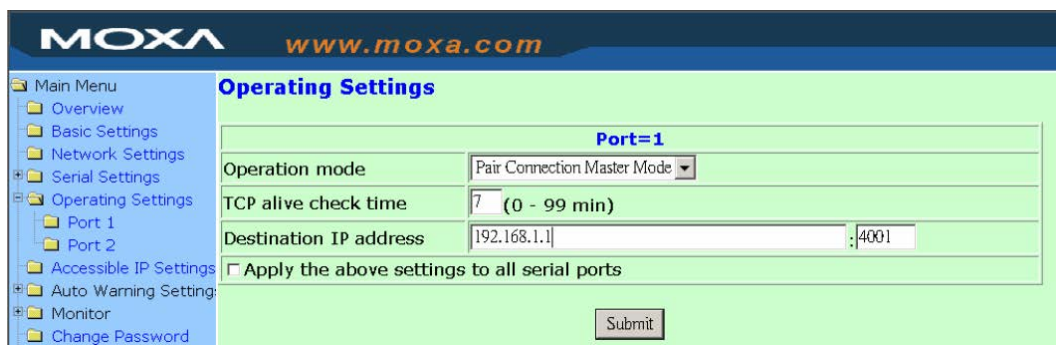 MOXA www.moxa.com
Main Menu
Overview
Basic Settings
Network Settings
Serial Settings
Operating Settings
Port 1
Port 2
Accessible IP Settings
Auto Warning Setting
Monitor
Change Password
Operating Settings
Port=1
Operation mode Pair Connection Master Mode
TCP alive check time 7 (0 - 99 min)
Destination IP address 192.168.1.1 : 4001
Apply the above settings to all serial ports
Submit